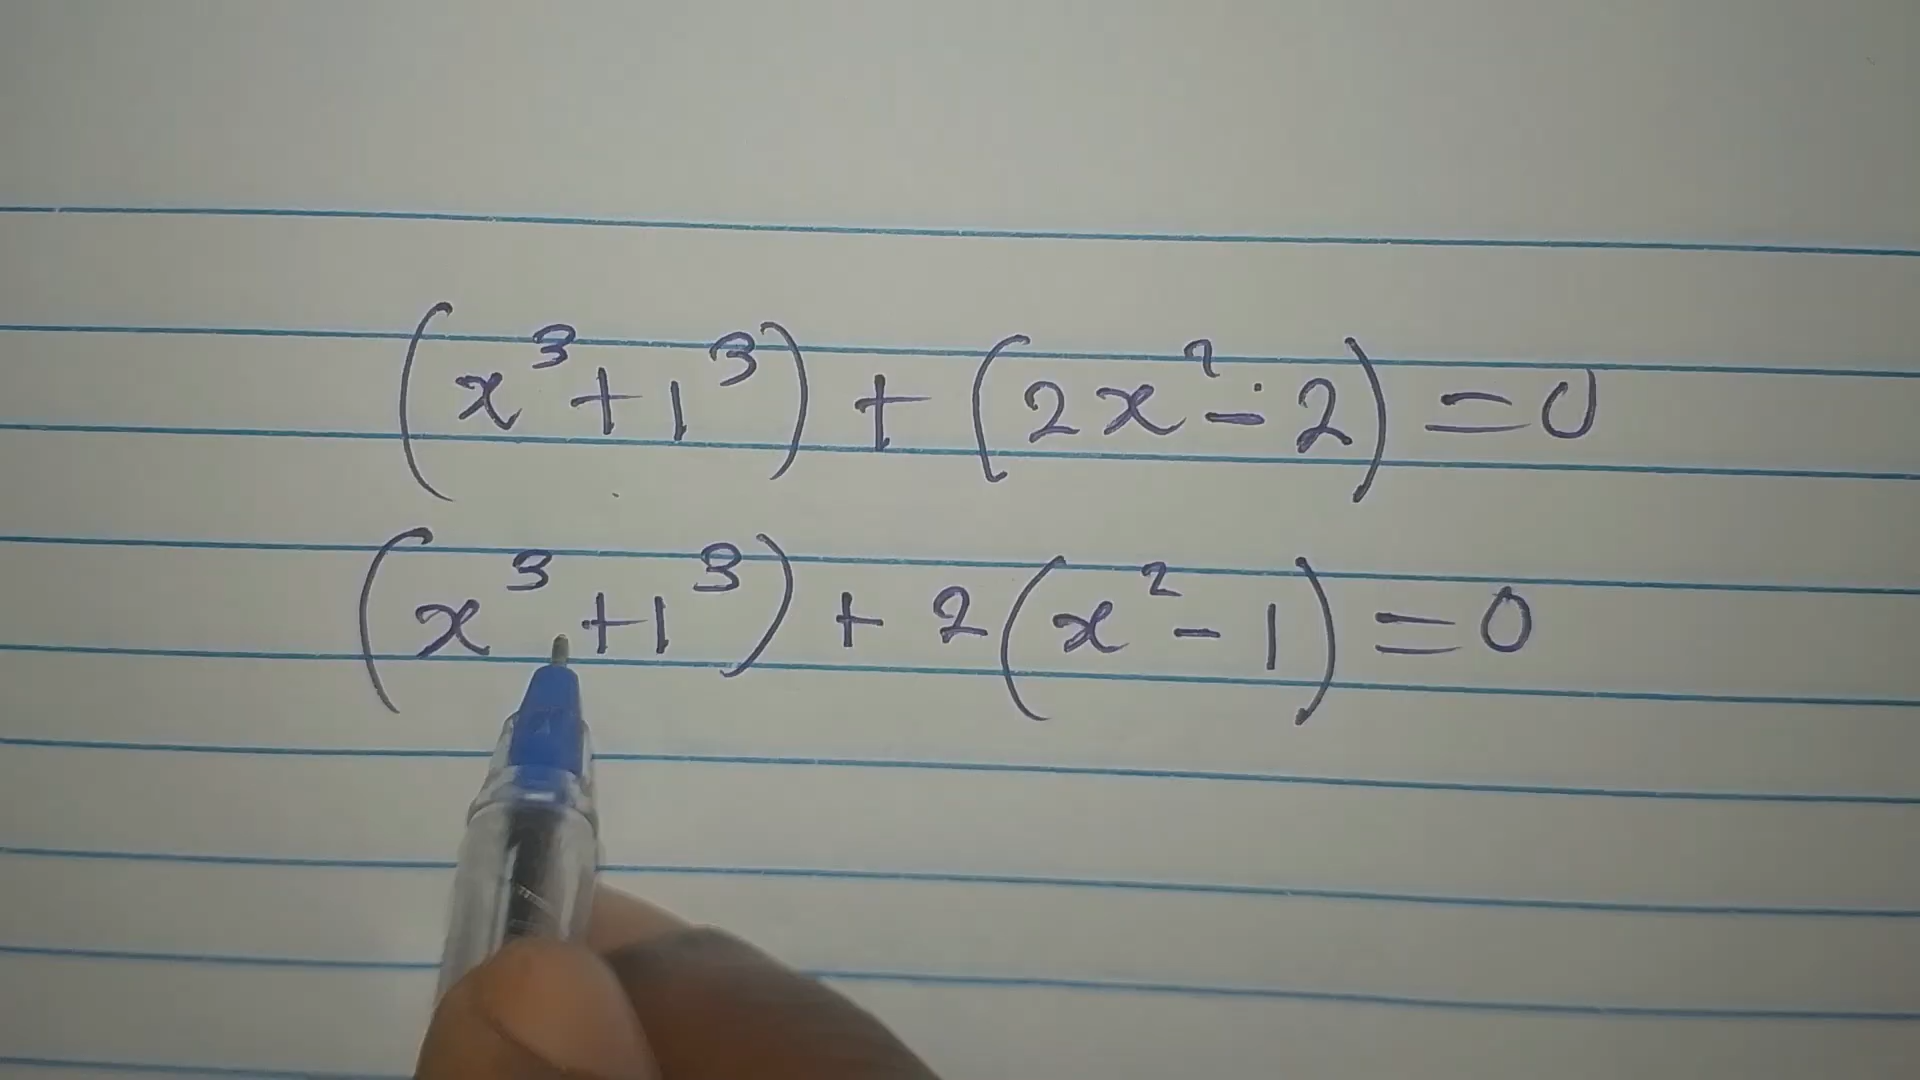 (x³+1³) + (2x²-2) = 0
(x³+1³) + 2(x²-1) = 0